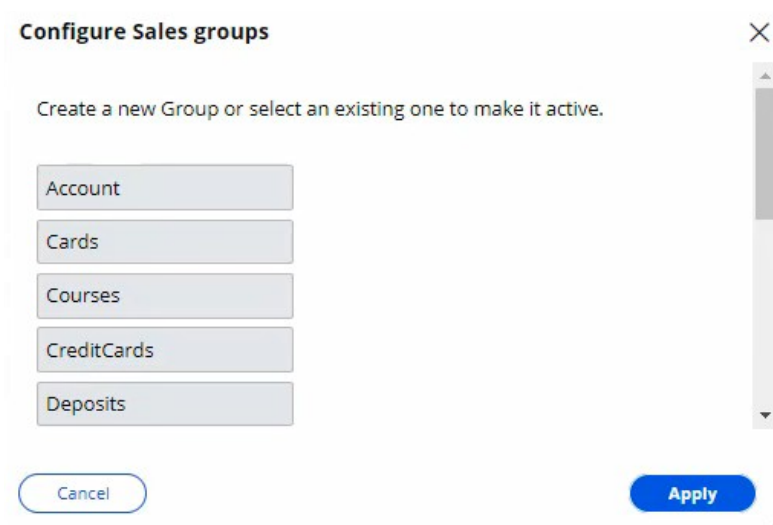 Configure Sales groups
Create a new Group or select an existing one to make it active.
Account
Cards
Courses
CreditCards
Deposits
Cancel
Apply